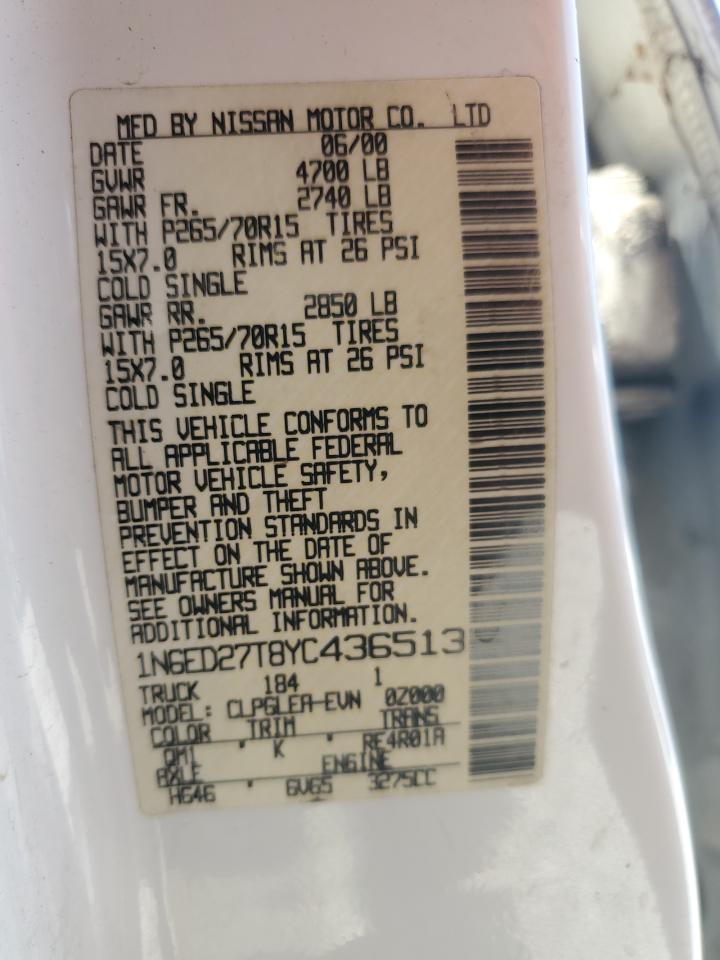 MFD BY NISSAN MOTOR CO. LTD
DATE 06/00
GVWR 4700 LB
GAWR FR. 2740 LB
WITH P265/70R15 TIRES
15X7.0 RIMS AT 26 PSI
COLD SINGLE
GAWR RR. 2850 LB
WITH P265/70R15 TIRES
15X7.0 RIMS AT 26 PSI
COLD SINGLE
THIS VEHICLE CONFORMS TO
ALL APPLICABLE FEDERAL
MOTOR VEHICLE SAFETY,
BUMPER AND THEFT
PREVENTION STANDARDS IN
EFFECT ON THE DATE OF
MANUFACTURE SHOWN ABOVE.
SEE OWNERS MANUAL FOR
ADDITIONAL INFORMATION.
1N6ED27T8YC436513
TRUCK 184 1
MODEL: CLPGLEA-EVN 0Z000
COLOR TRIM TRANS
QM1 K RE4R01A
AXLE ENGINE
HG46 6V65 3275CC